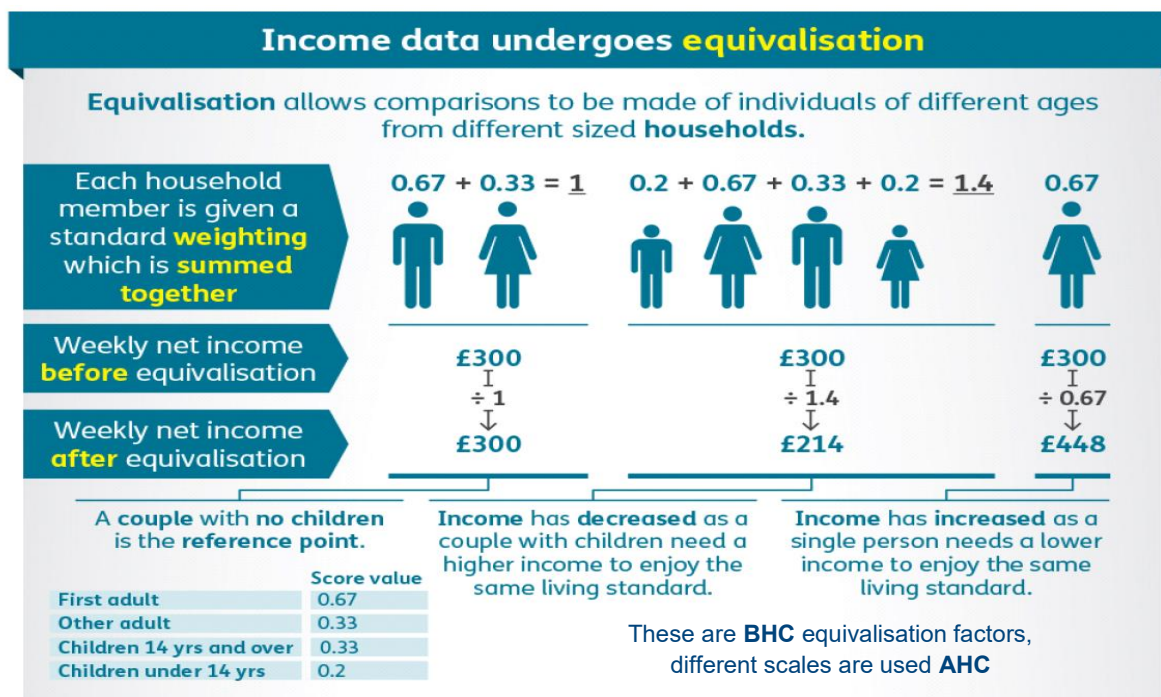 Income data undergoes equivalisation
Equivalisation allows comparisons to be made of individuals of different ages
from different sized households.
Each household
member is given a
standard weighting
which is summed
together
0.67 + 0.33 = 1
0.2 + 0.67 + 0.33 + 0.2 = 1.4
0.67
Weekly net income
before equivalisation
£300
÷ 1
£300
£300
÷ 1.4
£214
£300
÷ 0.67
£448
Weekly net income
after equivalisation
A couple with no children
is the reference point.
Income has decreased as a
couple with children need a
higher income to enjoy the
same living standard.
Income has increased as a
single person needs a lower
income to enjoy the same
living standard.
Score value
First adult 0.67
Other adult 0.33
Children 14 yrs and over 0.33
Children under 14 yrs 0.2
These are BHC equivalisation factors,
different scales are used AHC